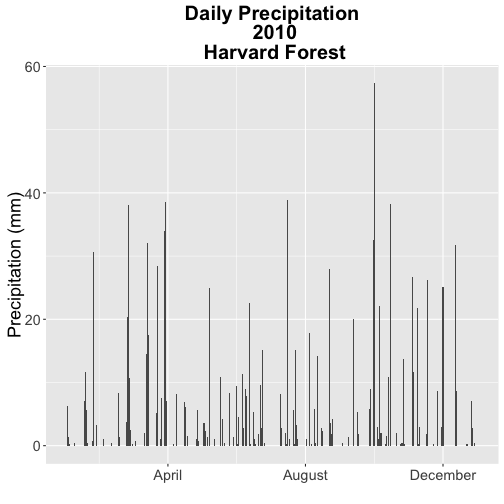 Daily Precipitation
2010
Harvard Forest
Precipitation (mm)
60
40
20
0
April
August
December